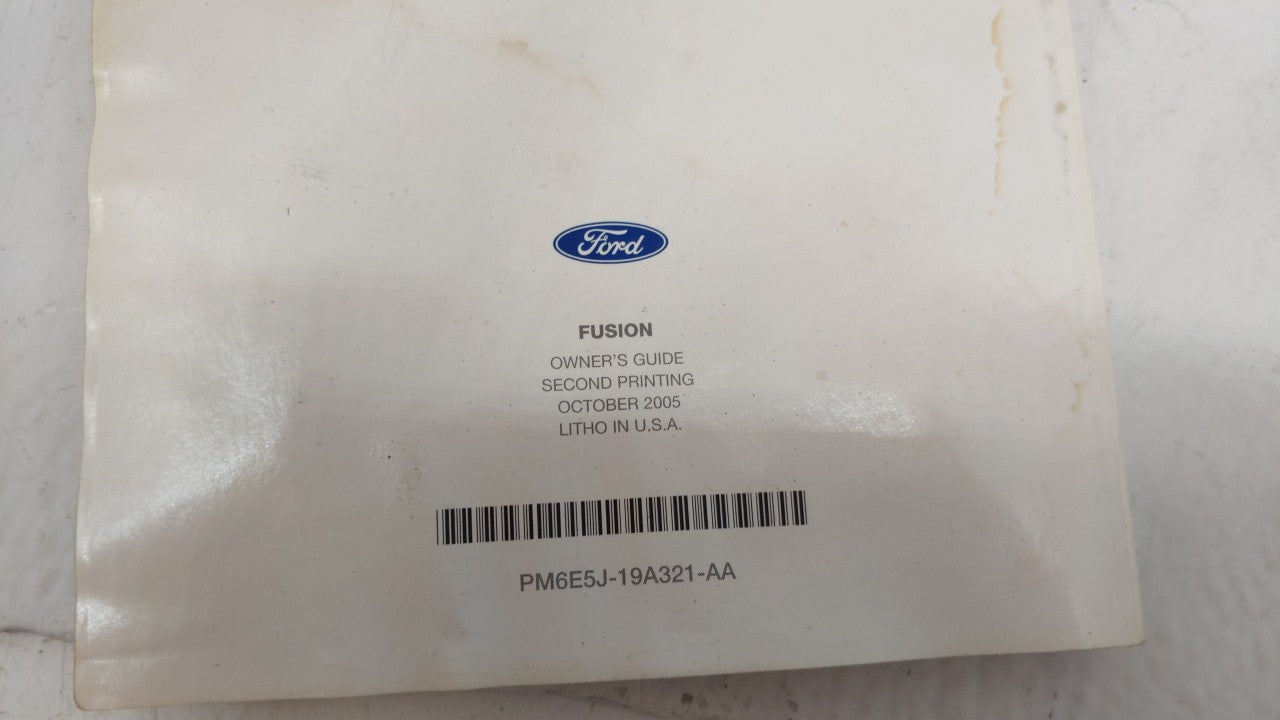 Ford
FUSION
OWNER'S GUIDE
SECOND PRINTING
OCTOBER 2005
LITHO IN U.S.A.
PM6E5J-19A321-AA